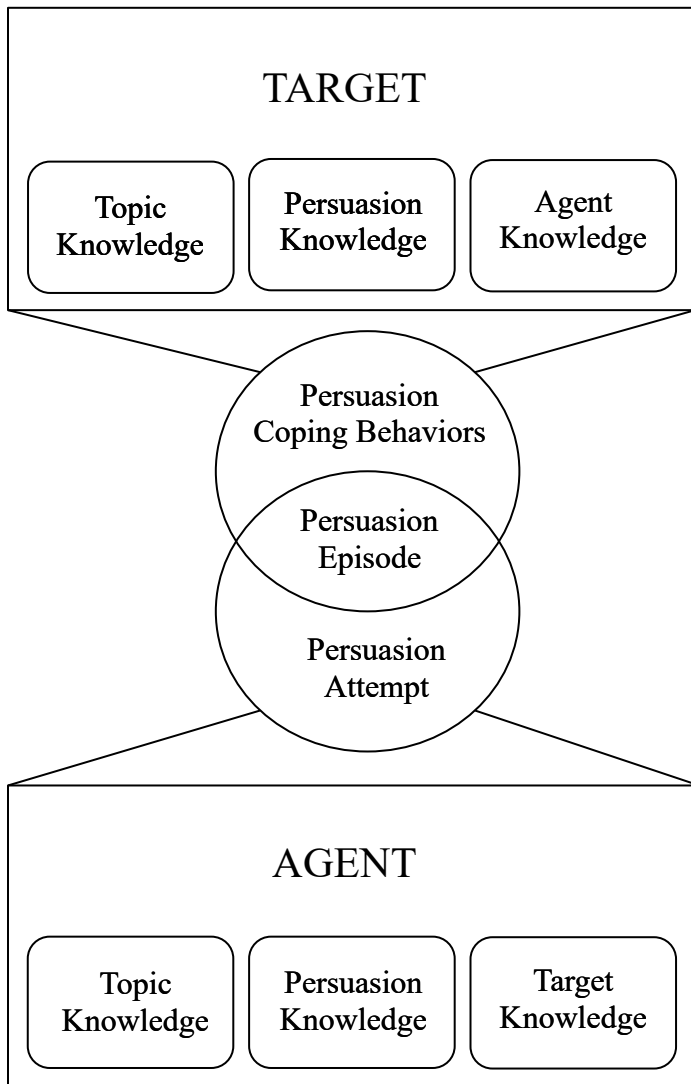 TARGET
Topic
Knowledge
Persuasion
Knowledge
Agent
Knowledge
Persuasion
Coping Behaviors
Persuasion
Episode
Persuasion
Attempt
AGENT
Topic
Knowledge
Persuasion
Knowledge
Target
Knowledge